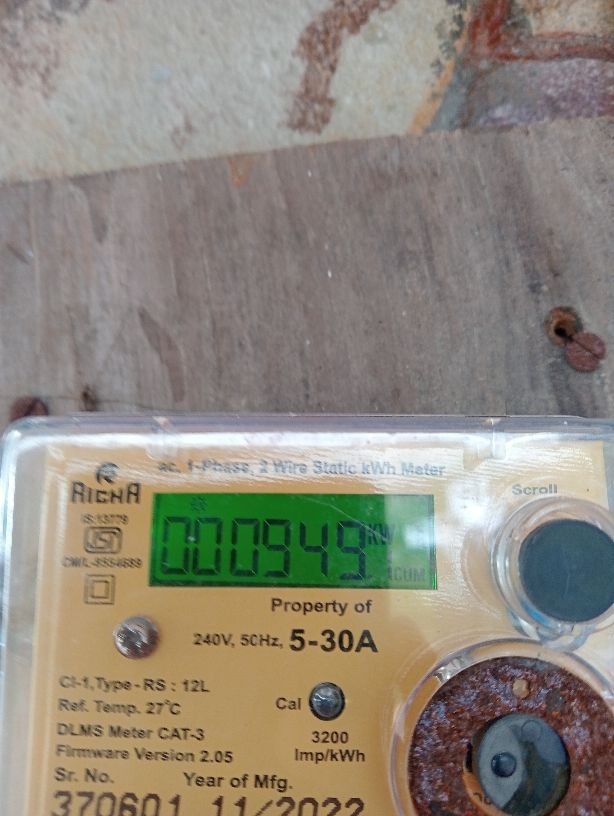 ac, 1-Phase, 2 Wire Static kWh Meter
RICHA
Scroll
IS:13779
ISI
000949 kW
CUM
Property of
240V, 50Hz, 5-30A
Cl-1,Type-RS : 12L
Ref. Temp. 27°C
Cal
DLMS Meter CAT-3
3200
Imp/kWh
Firmware Version 2.05
Sr. No. Year of Mfg.
370601 11/2022